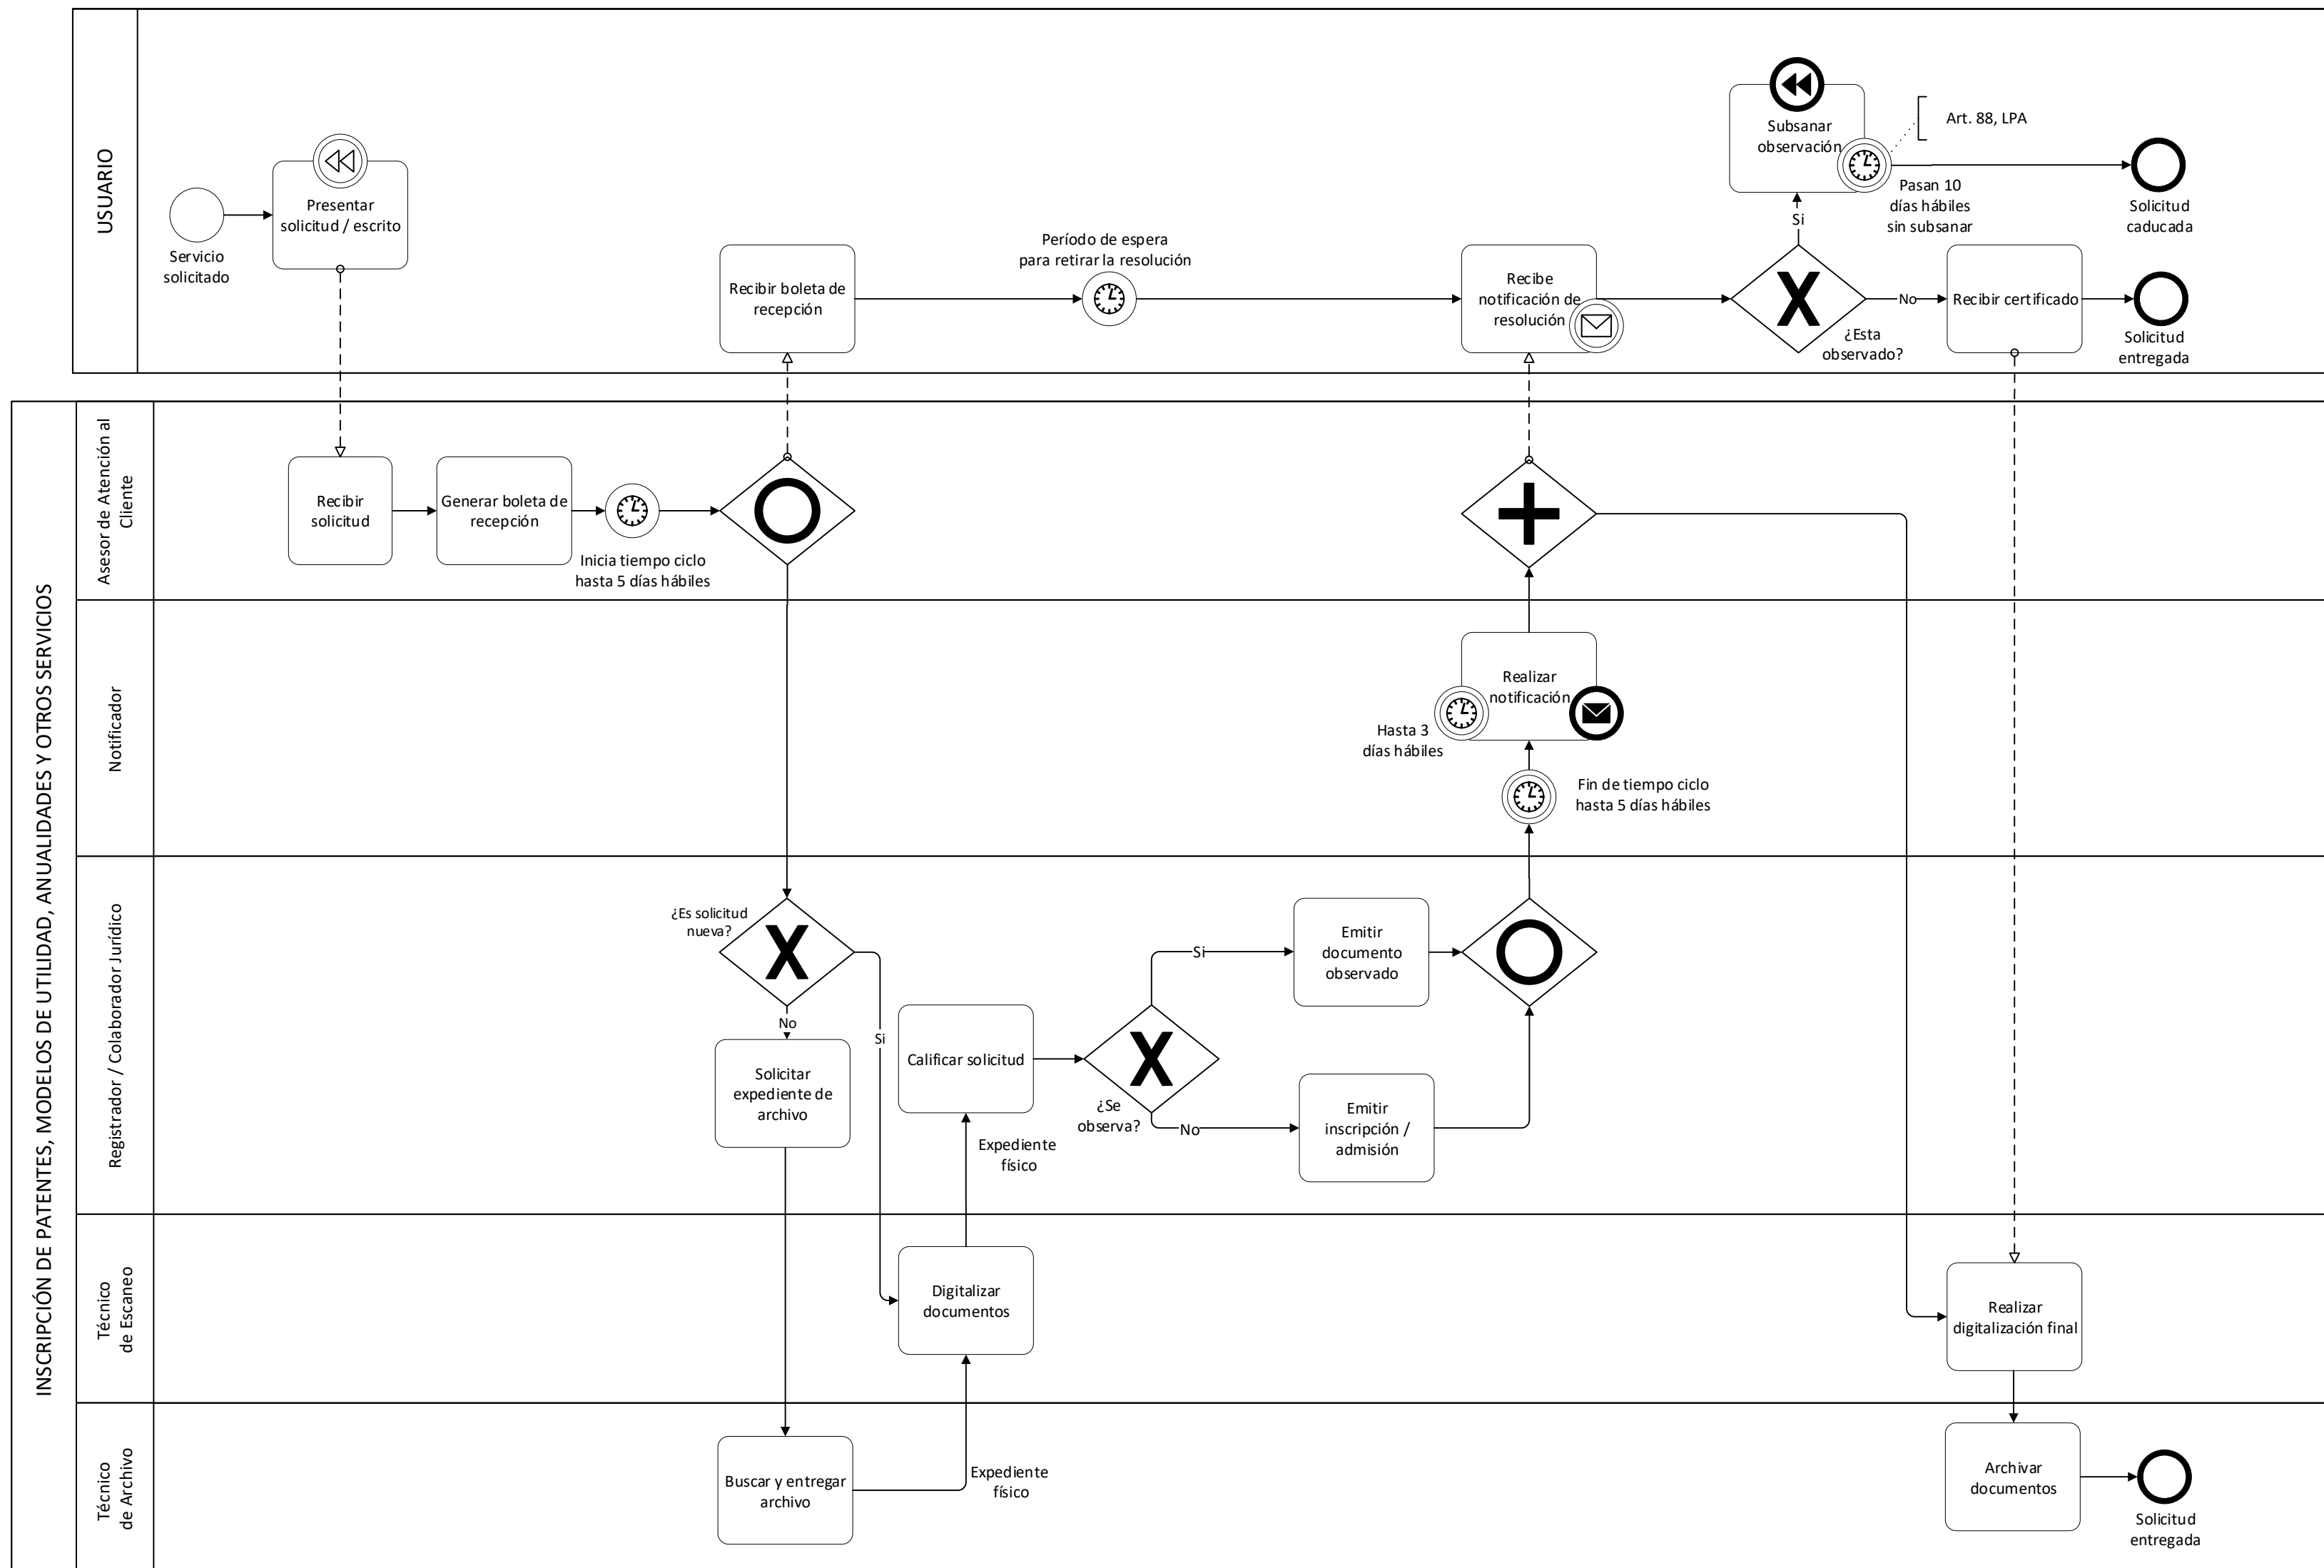 USUARIO
Servicio
solicitado
Presentar
solicitud / escrito
Recibir boleta de
recepción
Período de espera
para retirar la resolución
Recibe
notificación de
resolución
Subsanar
observación
Art. 88, LPA
Pasan 10
días hábiles
sin subsanar
Solicitud
caducada
Si
¿Esta
observado?
No
Recibir certificado
Solicitud
entregada
INSCRIPCIÓN DE PATENTES, MODELOS DE UTILIDAD, ANUALIDADES Y OTROS SERVICIOS
Asesor de Atención al
Cliente
Recibir
solicitud
Generar boleta de
recepción
Inicia tiempo ciclo
hasta 5 días hábiles
Notificador
Realizar
notificación
Hasta 3
días hábiles
Fin de tiempo ciclo
hasta 5 días hábiles
Registrador / Colaborador Jurídico
¿Es solicitud
nueva?
No
Si
Solicitar
expediente de
archivo
Calificar solicitud
Expediente
físico
¿Se
observa?
Si
No
Emitir
documento
observado
Emitir
inscripción /
admisión
Técnico
de Escaneo
Digitalizar
documentos
Realizar
digitalización final
Técnico
de Archivo
Buscar y entregar
archivo
Expediente
físico
Archivar
documentos
Solicitud
entregada